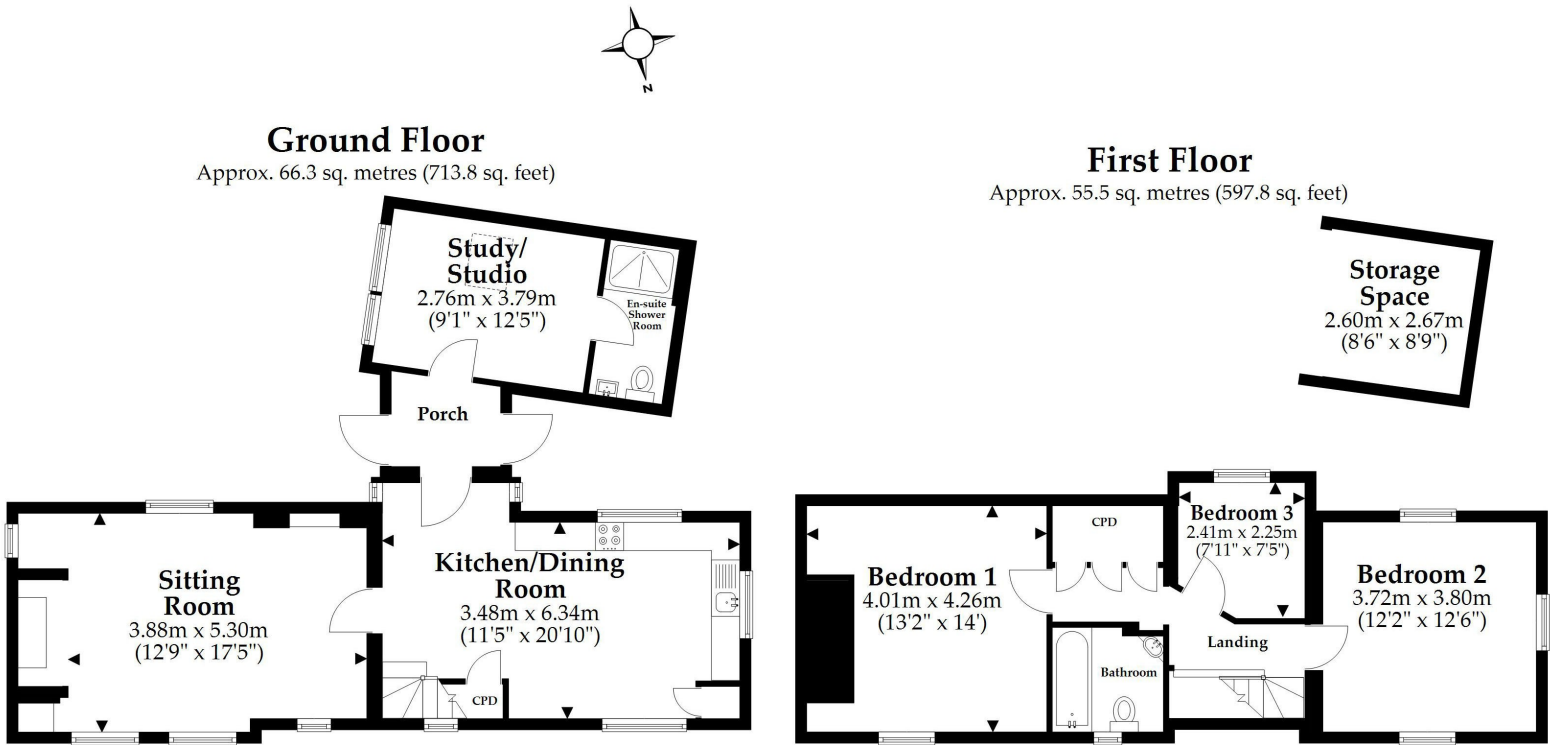 N
Ground Floor
Approx. 66.3 sq. metres (713.8 sq. feet)
Study/
Studio
2.76m x 3.79m
(9'1" x 12'5")
En-suite
Shower
Room
Porch
Sitting
Room
3.88m x 5.30m
(12'9" x 17'5")
Kitchen/Dining
Room
3.48m x 6.34m
(11'5" x 20'10")
CPD
First Floor
Approx. 55.5 sq. metres (597.8 sq. feet)
Storage
Space
2.60m x 2.67m
(8'6" x 8'9")
CPD
Bedroom 3
2.41m x 2.25m
(7'11" x 7'5")
Bedroom 1
4.01m x 4.26m
(13'2" x 14')
Bedroom 2
3.72m x 3.80m
(12'2" x 12'6")
Landing
Bathroom